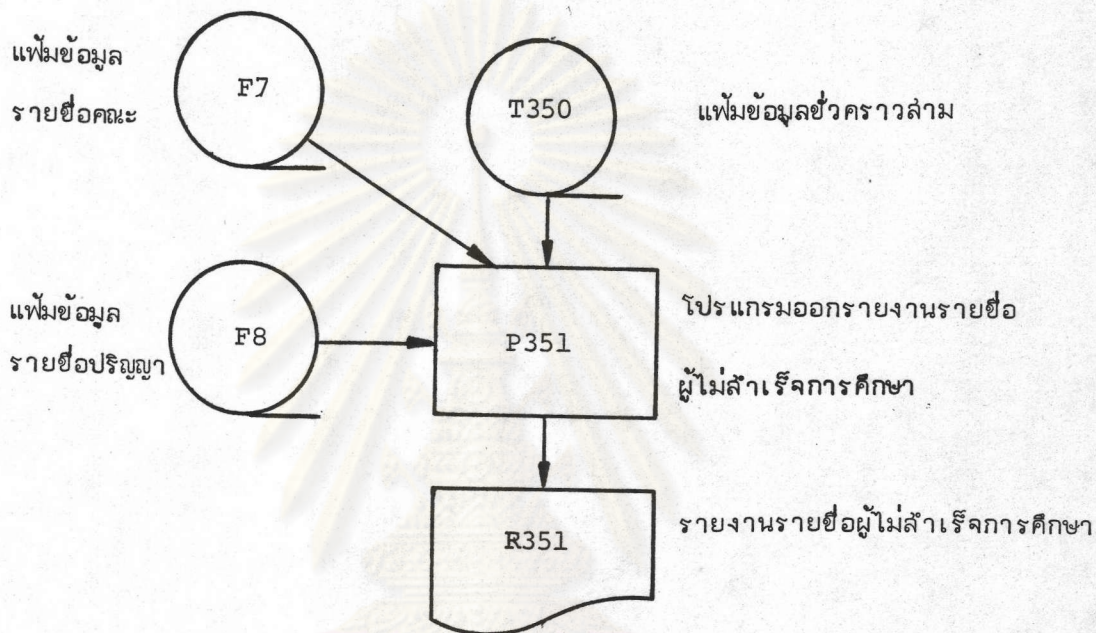 แฟ้มข้อมูล
รายชื่อคณะ
F7
T350
แฟ้มข้อมูลชั่วคราวสาม
แฟ้มข้อมูล
รายชื่อปริญญา
F8
P351
โปรแกรมออกรายงานรายชื่อ
ผู้ไม่สำเร็จการศึกษา
R351
รายงานรายชื่อผู้ไม่สำเร็จการศึกษา